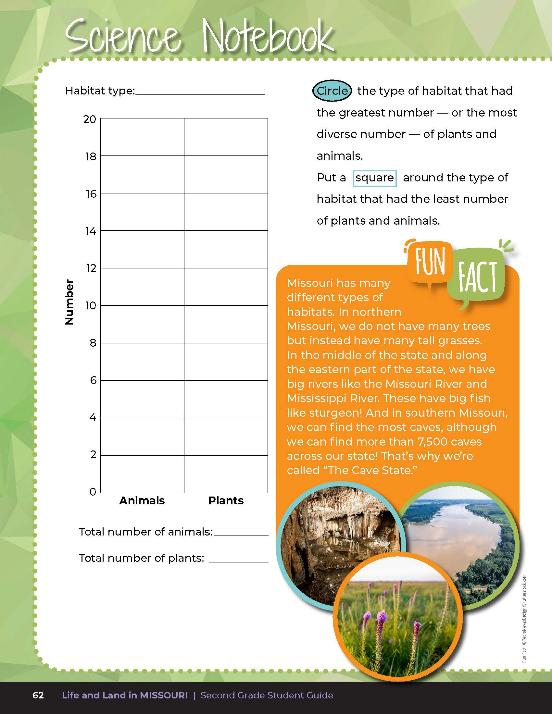 Science Notebook
Habitat type:
20
18
16
14
12
10
8
6
4
2
0
Number
Animals
Plants
Total number of animals:
Total number of plants:
Circle the type of habitat that had
the greatest number — or the most
diverse number — of plants and
animals.
Put a square around the type of
habitat that had the least number
of plants and animals.
FUN
FACT
Missouri has many
different types of
habitats. In northern
Missouri, we do not have many trees
but instead have many tall grasses.
In the middle of the state and along
the eastern part of the state, we have
big rivers like the Missouri River and
Mississippi River. These have big fish
like sturgeon! And in southern Missouri,
we can find the most caves, although
we can find more than 7,500 caves
across our state! That’s why we’re
called “The Cave State.”
62 Life and Land in MISSOURI | Second Grade Student Guide